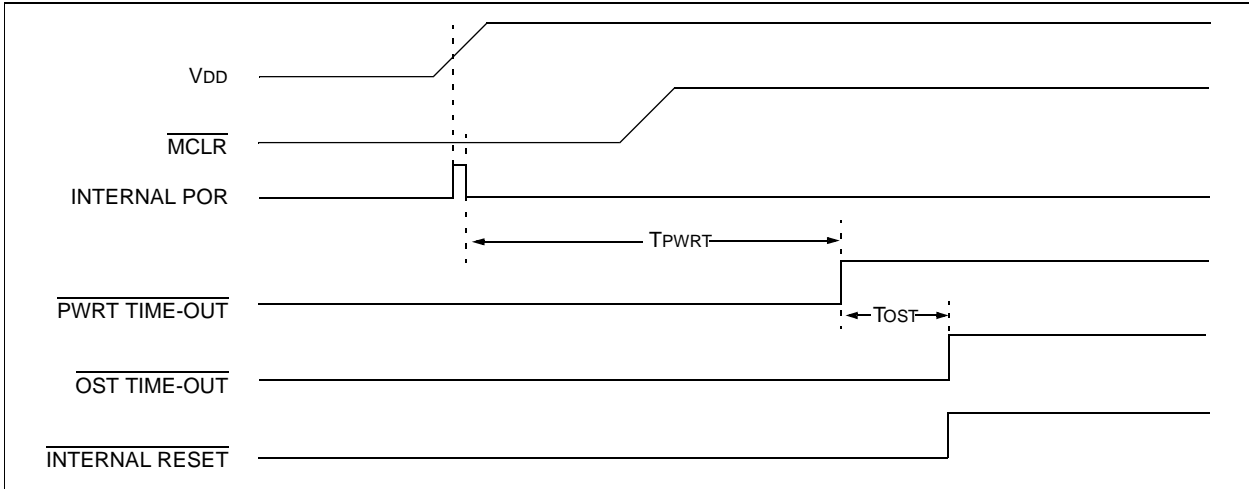 VDD
MCLR
INTERNAL POR
TPWRT
PWRT TIME-OUT
TOST
OST TIME-OUT
INTERNAL RESET